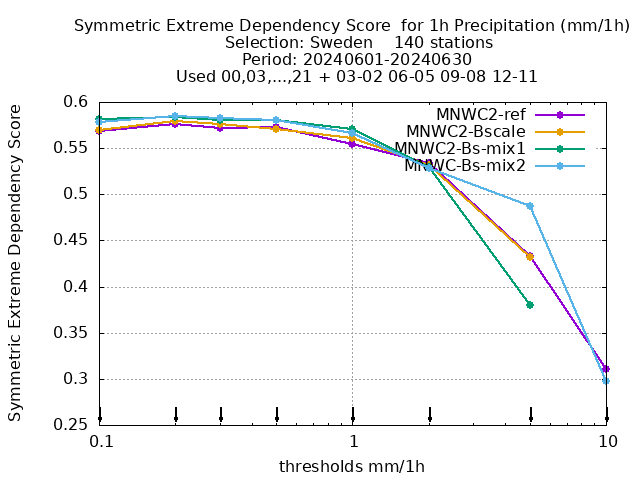 Symmetric Extreme Dependency Score  for 1h Precipitation (mm/1h)
Selection: Sweden    140 stations
Period: 20240601-20240630
Used 00,03,...,21 + 03-02 06-05 09-08 12-11
Symmetric Extreme Dependency Score
0.6
0.55
0.5
0.45
0.4
0.35
0.3
0.25
MNWC2-ref
MNWC2-Bscale
MNWC2-Bs-mix1
MNWC-Bs-mix2
0.1
1
10
thresholds mm/1h